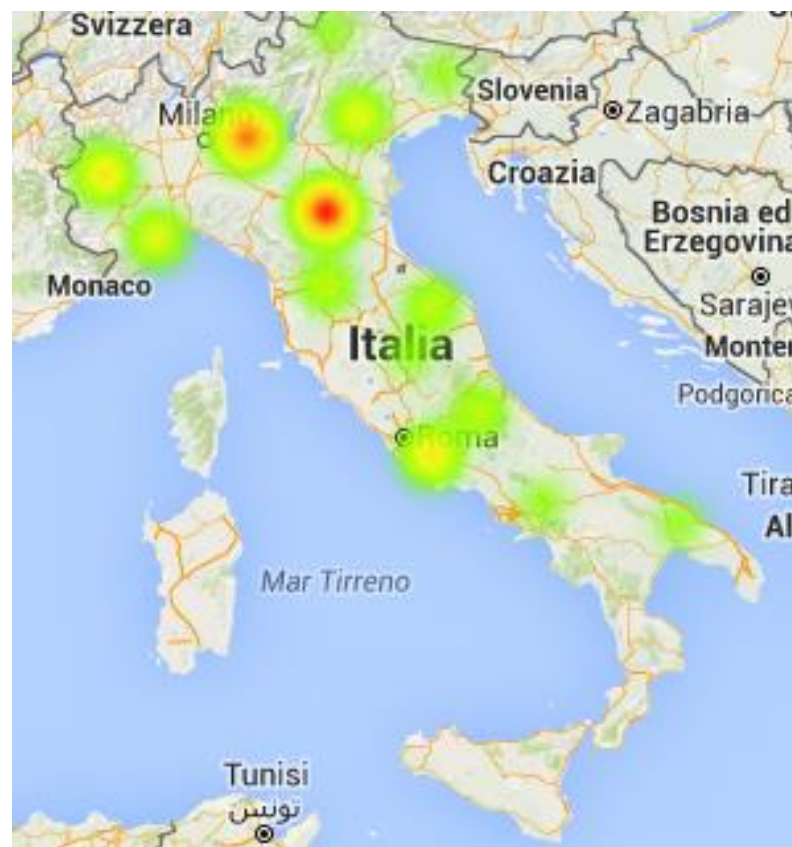 Svizzera
Milano
Slovenia
Zagabria
Croazia
Bosnia ed
Erzegovina
Monaco
Sarajev
Italia
Monten
Podgorica
Roma
Tira
Al
Mar Tirreno
Tunisi
تونس